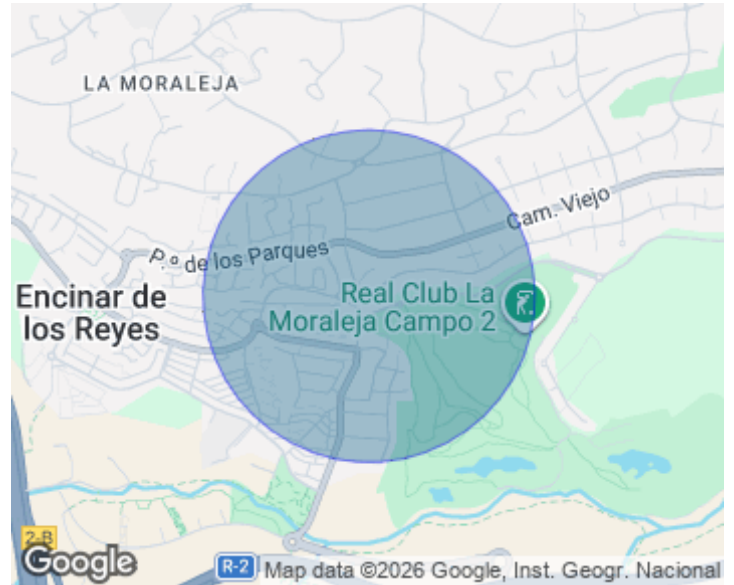 LA MORALEJA
Cam. Viejo
P.º de los Parques
Encinar de
los Reyes
Real Club La
Moraleja Campo 2
2-B
Google
R-2
Map data ©2026 Google, Inst. Geogr. Nacional